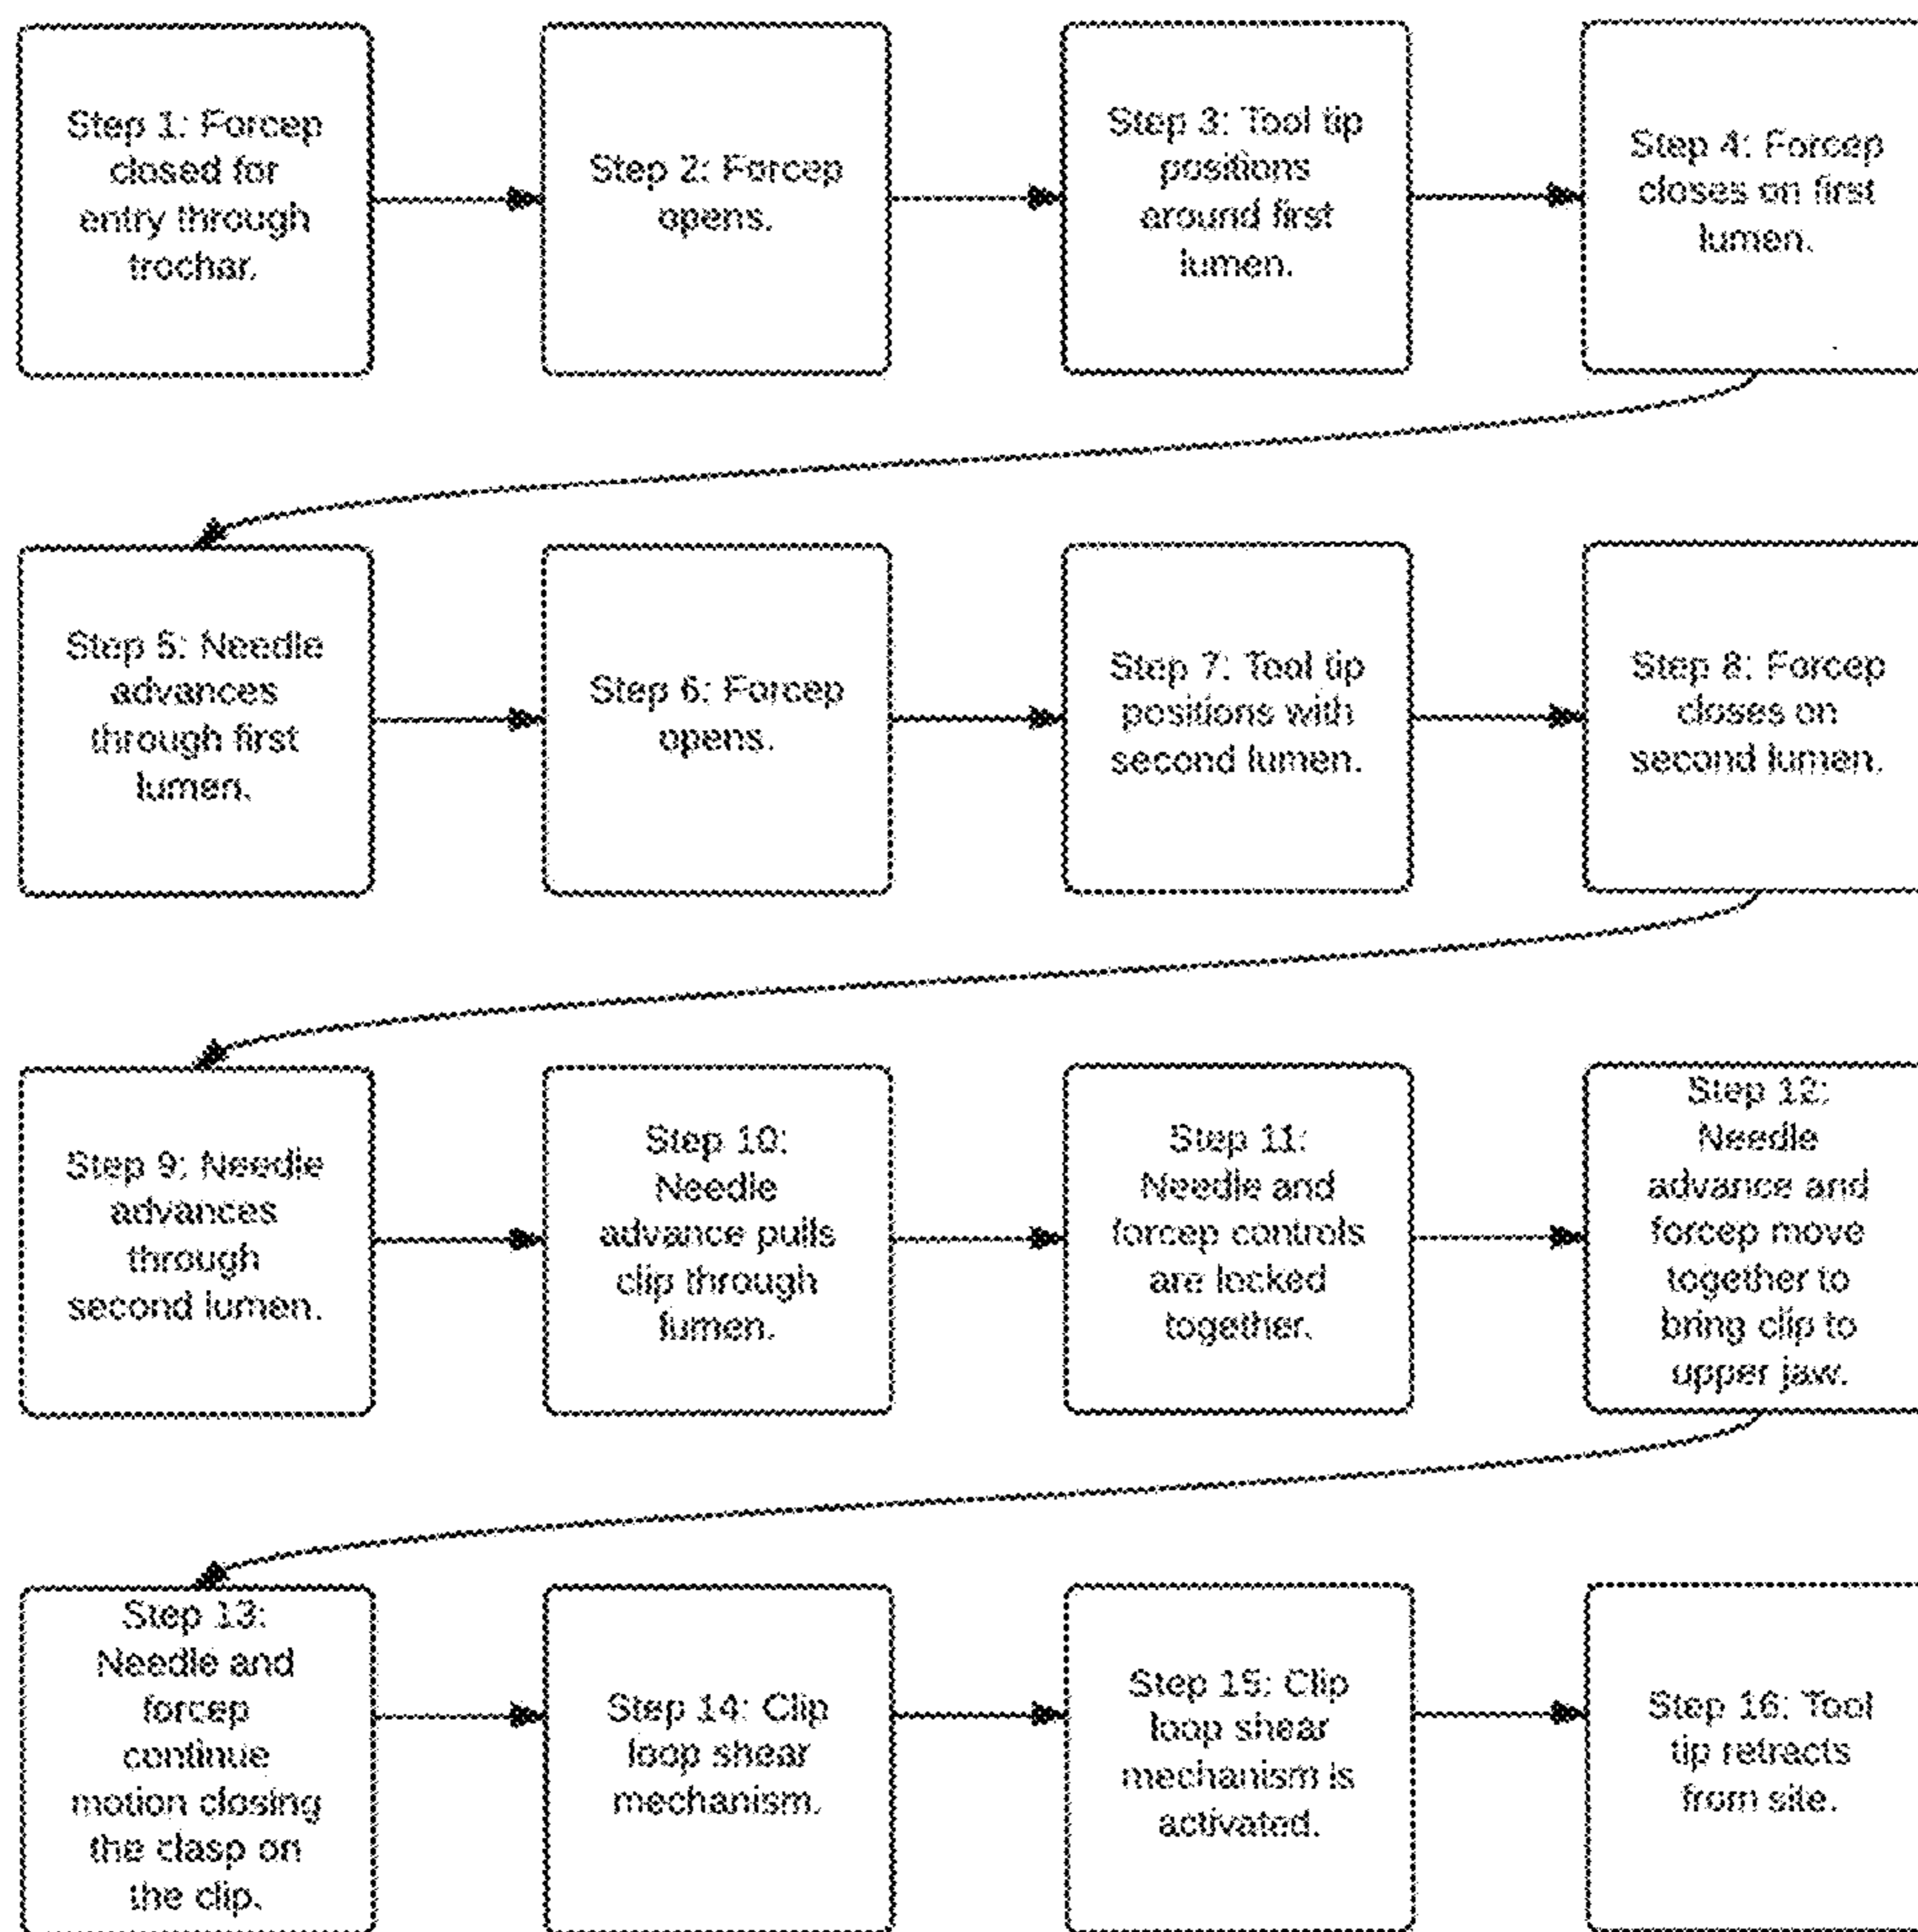 Step 1: Forcep
closed for
entry through
trochar.
Step 2: Forcep
opens.
Step 3: Tool tip
positions
around first
lumen.
Step 4: Forcep
closes on first
lumen.
Step 5: Needle
advances
through first
lumen.
Step 6: Forcep
opens.
Step 7: Tool tip
positions with
second lumen.
Step 8: Forcep
closes on
second lumen.
Step 9: Needle
advances
through
second lumen.
Step 10:
Needle
advance pulls
clip through
lumen.
Step 11:
Needle and
forcep controls
are locked
together.
Step 12:
Needle
advance and
forcep move
together to
bring clip to
upper jaw.
Step 13:
Needle and
forcep
continue
motion closing
the clasp on
the clip.
Step 14: Clip
loop shear
mechanism.
Step 15: Clip
loop shear
mechanism is
activated.
Step 16: Tool
tip retracts
from site.